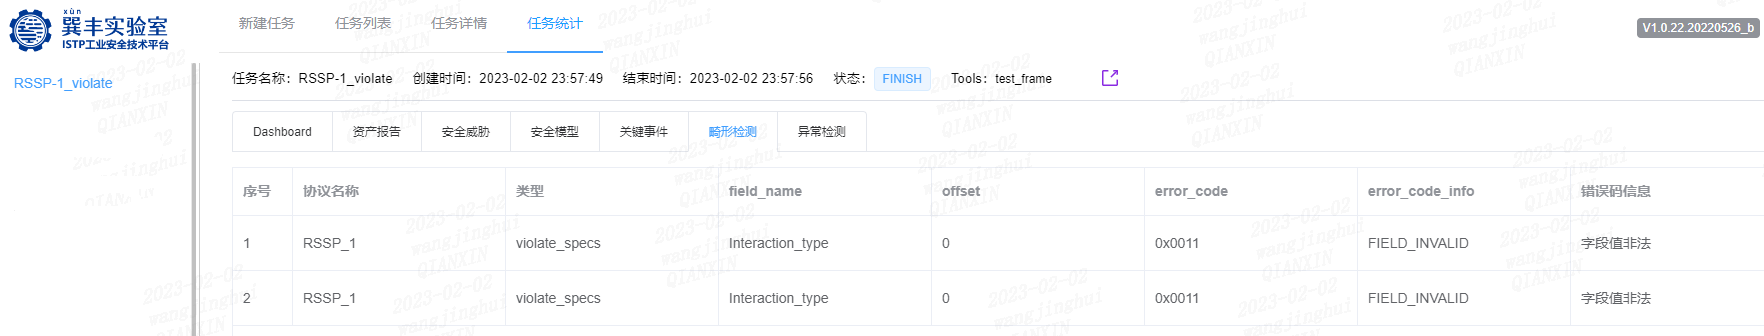 xùn
巽丰实验室
ISTP工业安全技术平台
新建任务 任务列表 任务详情 任务统计
V1.0.22.20220526_b
RSSP-1_violate
任务名称：RSSP-1_violate 创建时间：2023-02-02 23:57:49 结束时间：2023-02-02 23:57:56 状态： FINISH Tools：test_frame
Dashboard 资产报告 安全威胁 安全模型 关键事件 畸形检测 异常检测
序号 协议名称 类型 field_name offset error_code error_code_info 错误码信息
1 RSSP_1 violate_specs Interaction_type 0 0x0011 FIELD_INVALID 字段值非法
2 RSSP_1 violate_specs Interaction_type 0 0x0011 FIELD_INVALID 字段值非法
2023-02-02
wangjinghui
QIANXIN